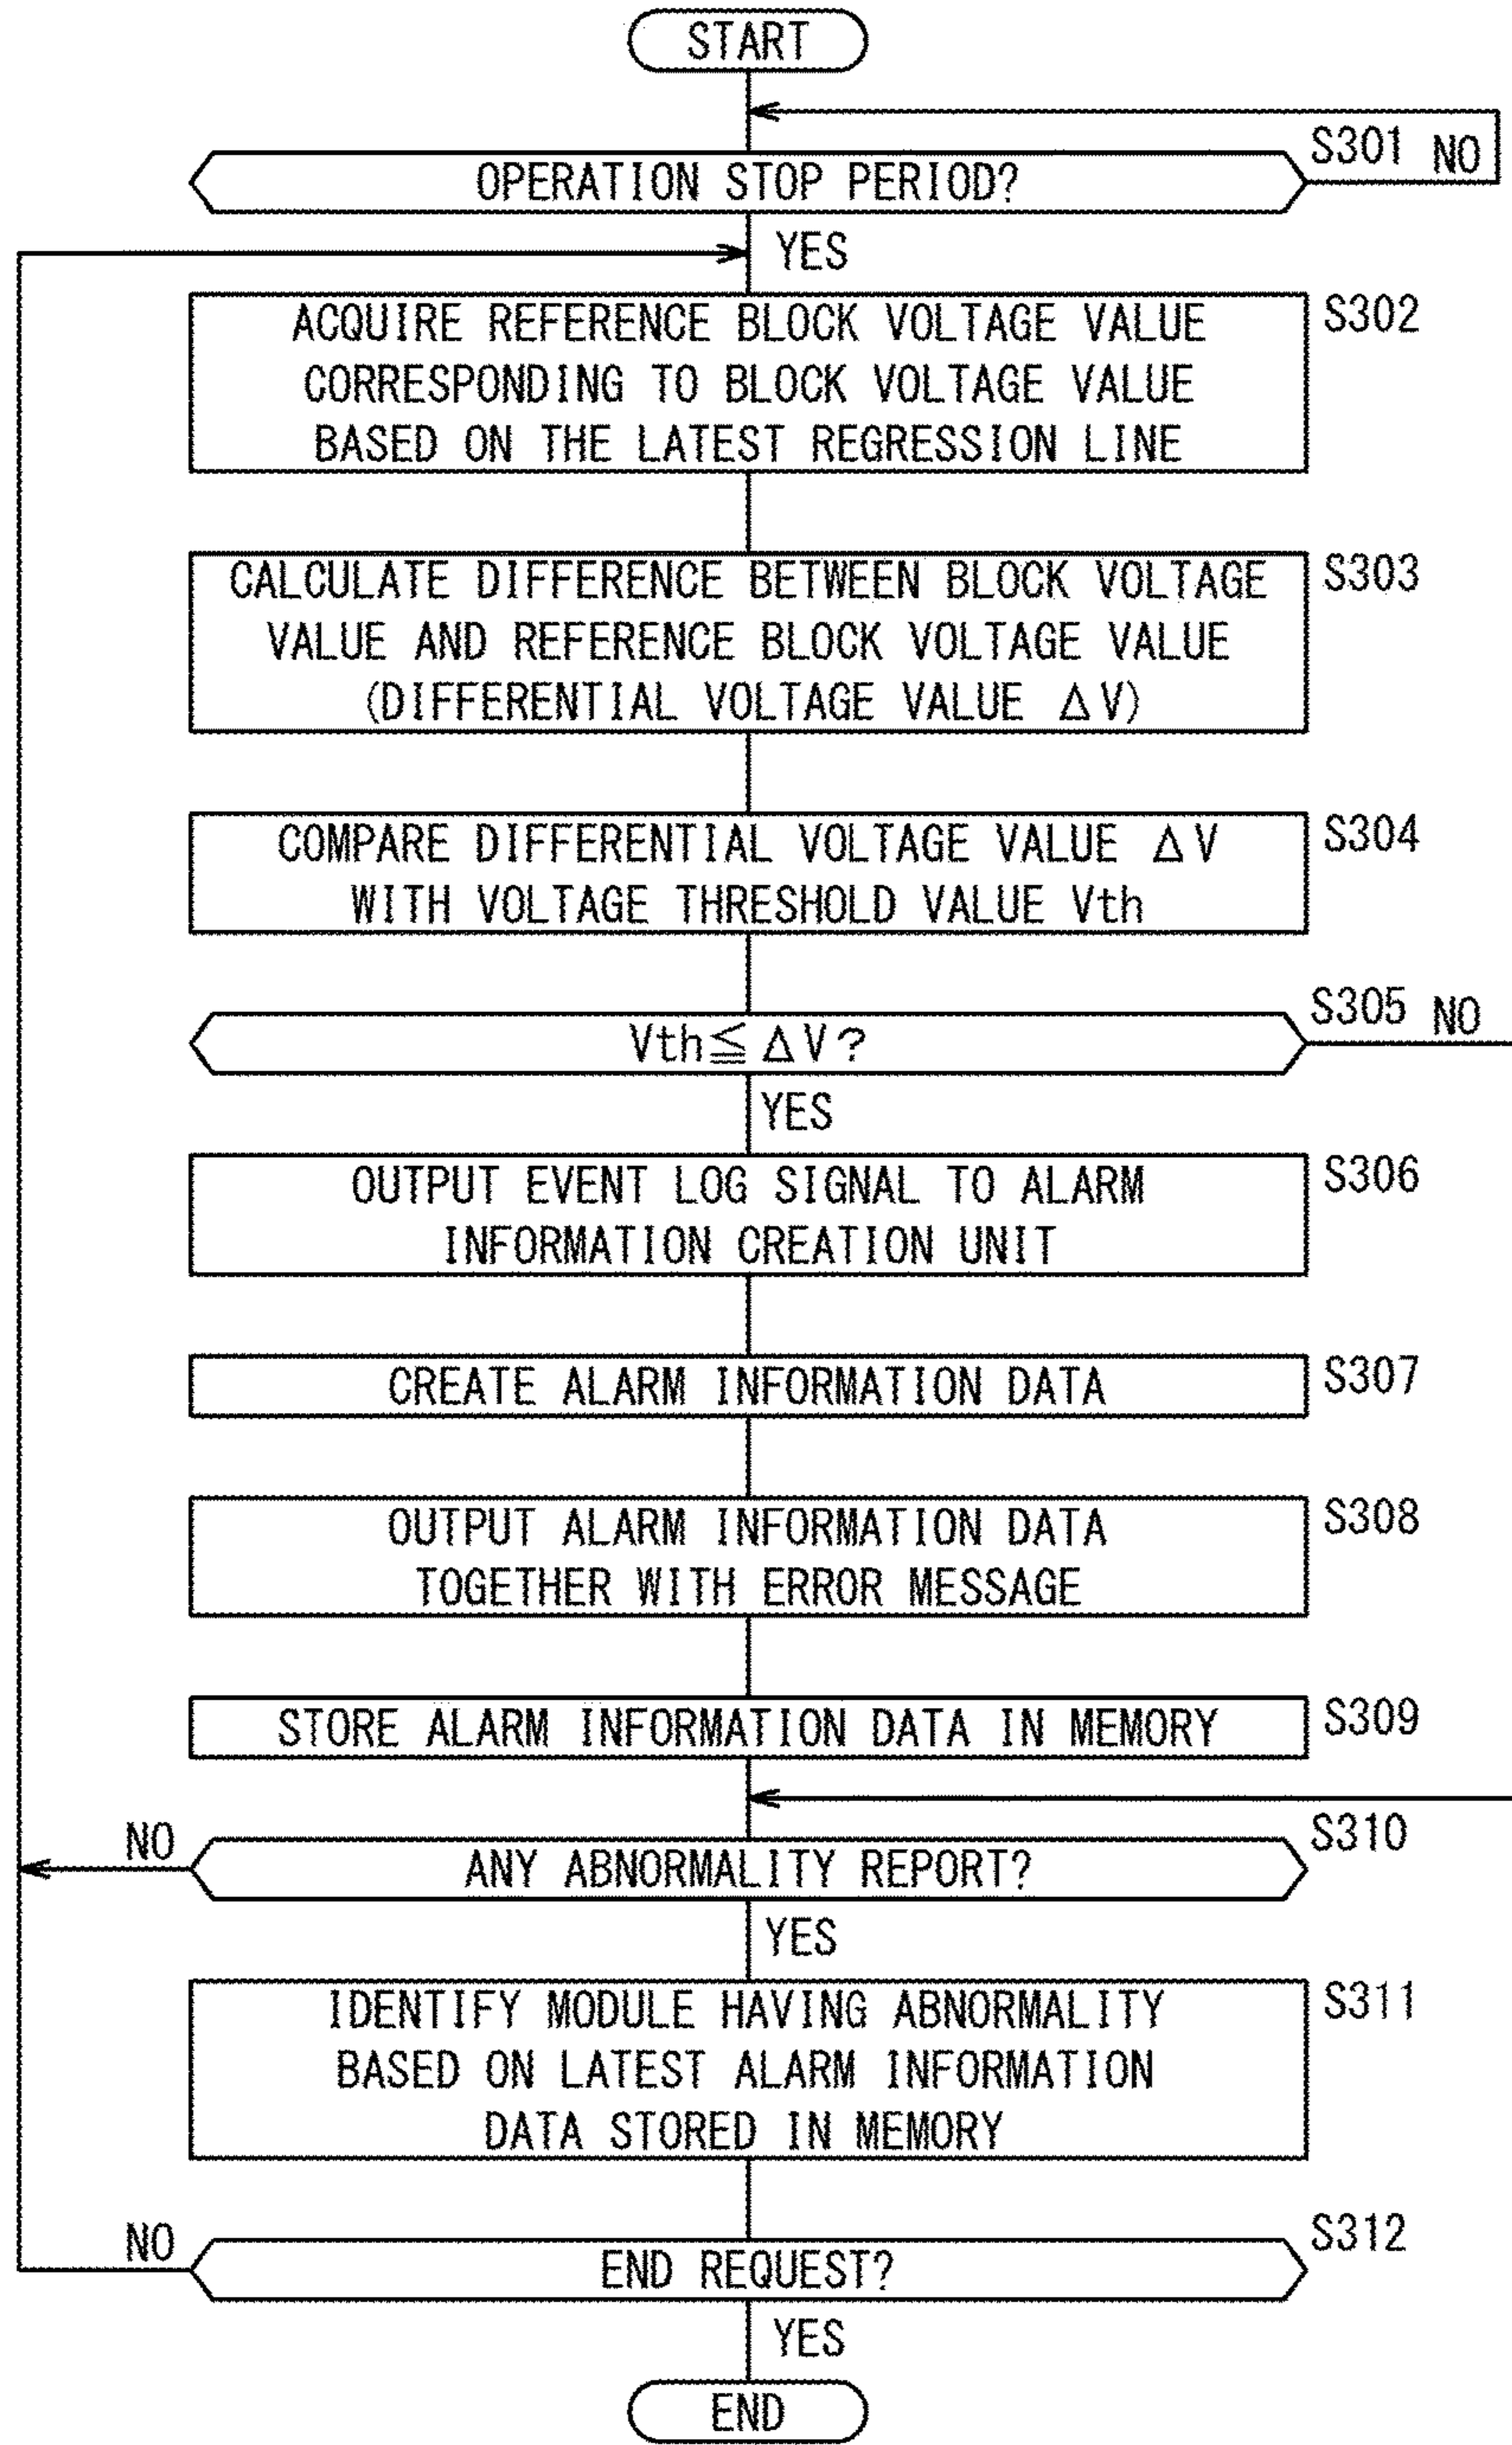 START
S301 NO
OPERATION STOP PERIOD?
YES
S302
ACQUIRE REFERENCE BLOCK VOLTAGE VALUE
CORRESPONDING TO BLOCK VOLTAGE VALUE
BASED ON THE LATEST REGRESSION LINE
S303
CALCULATE DIFFERENCE BETWEEN BLOCK VOLTAGE
VALUE AND REFERENCE BLOCK VOLTAGE VALUE
(DIFFERENTIAL VOLTAGE VALUE ΔV)
S304
COMPARE DIFFERENTIAL VOLTAGE VALUE ΔV
WITH VOLTAGE THRESHOLD VALUE Vth
S305 NO
Vth≦ΔV?
YES
S306
OUTPUT EVENT LOG SIGNAL TO ALARM
INFORMATION CREATION UNIT
S307
CREATE ALARM INFORMATION DATA
S308
OUTPUT ALARM INFORMATION DATA
TOGETHER WITH ERROR MESSAGE
S309
STORE ALARM INFORMATION DATA IN MEMORY
NO
S310
ANY ABNORMALITY REPORT?
YES
S311
IDENTIFY MODULE HAVING ABNORMALITY
BASED ON LATEST ALARM INFORMATION
DATA STORED IN MEMORY
NO
S312
END REQUEST?
YES
END